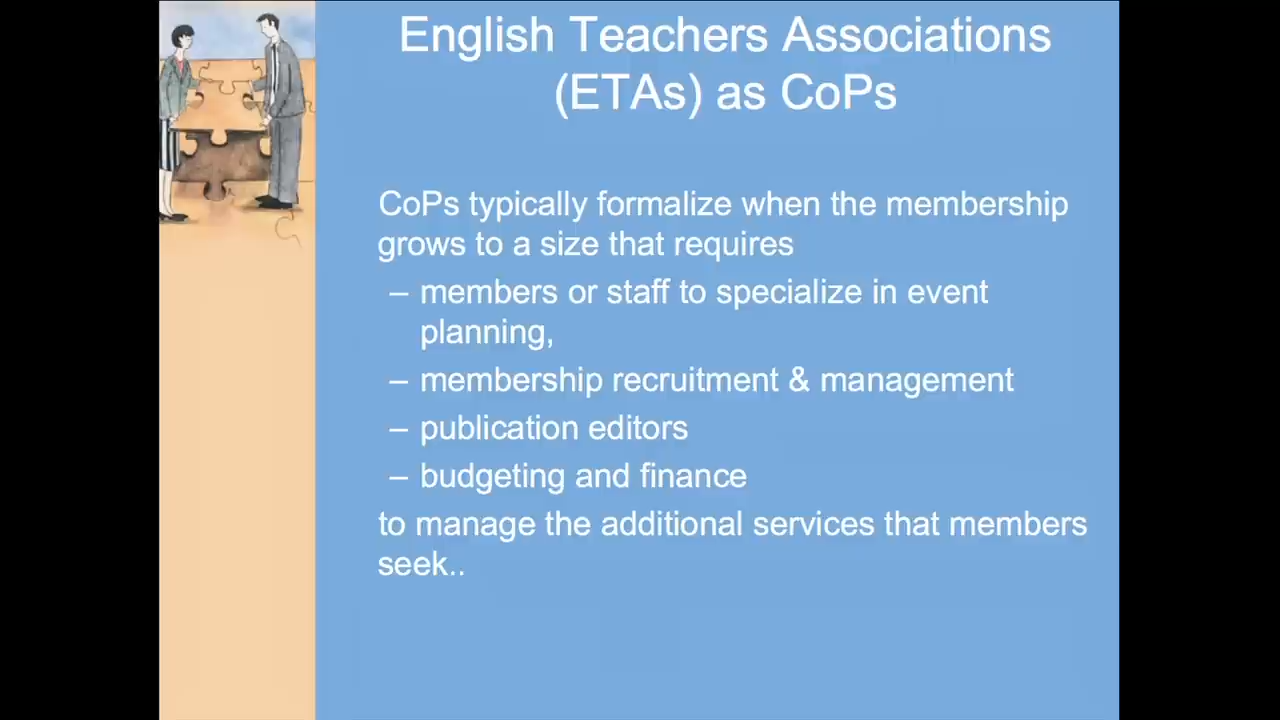 English Teachers Associations
(ETAs) as CoPs
CoPs typically formalize when the membership
grows to a size that requires
– members or staff to specialize in event
planning,
– membership recruitment & management
– publication editors
– budgeting and finance
to manage the additional services that members
seek..